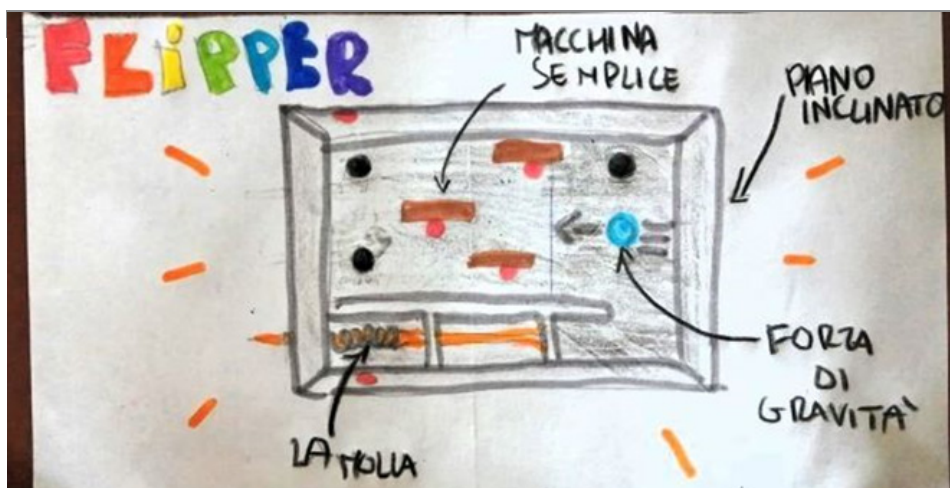 FLiPPER
MACCHINA
SEMPLICE
PIANO
INCLINATO
FORZA
DI
GRAVITA'
LA MOLLA